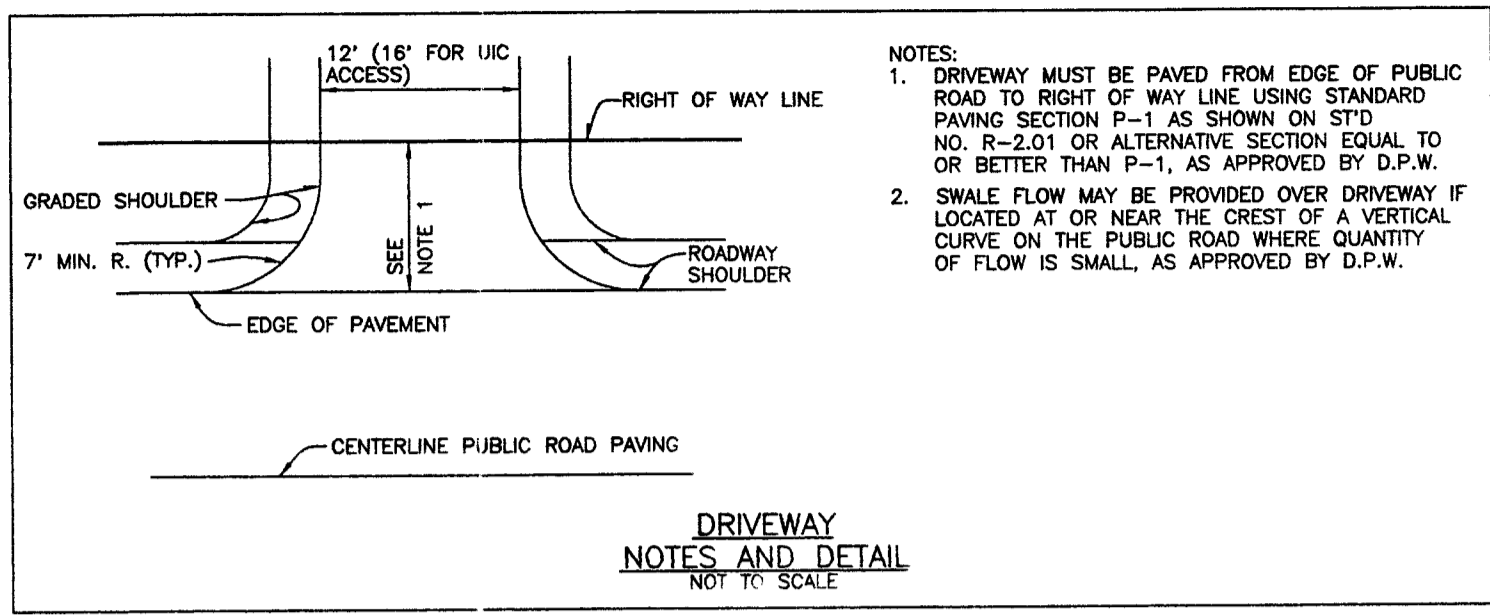 12' (16' FOR UIC
ACCESS)
RIGHT OF WAY LINE
GRADED SHOULDER
SEE
NOTE 1
7' MIN. R. (TYP.)
ROADWAY
SHOULDER
EDGE OF PAVEMENT
CENTERLINE PUBLIC ROAD PAVING
NOTES:
1. DRIVEWAY MUST BE PAVED FROM EDGE OF PUBLIC
ROAD TO RIGHT OF WAY LINE USING STANDARD
PAVING SECTION P-1 AS SHOWN ON ST'D
NO. R-2.01 OR ALTERNATIVE SECTION EQUAL TO
OR BETTER THAN P-1, AS APPROVED BY D.P.W.
2. SWALE FLOW MAY BE PROVIDED OVER DRIVEWAY IF
LOCATED AT OR NEAR THE CREST OF A VERTICAL
CURVE ON THE PUBLIC ROAD WHERE QUANTITY
OF FLOW IS SMALL, AS APPROVED BY D.P.W.
DRIVEWAY
NOTES AND DETAIL
NOT TO SCALE